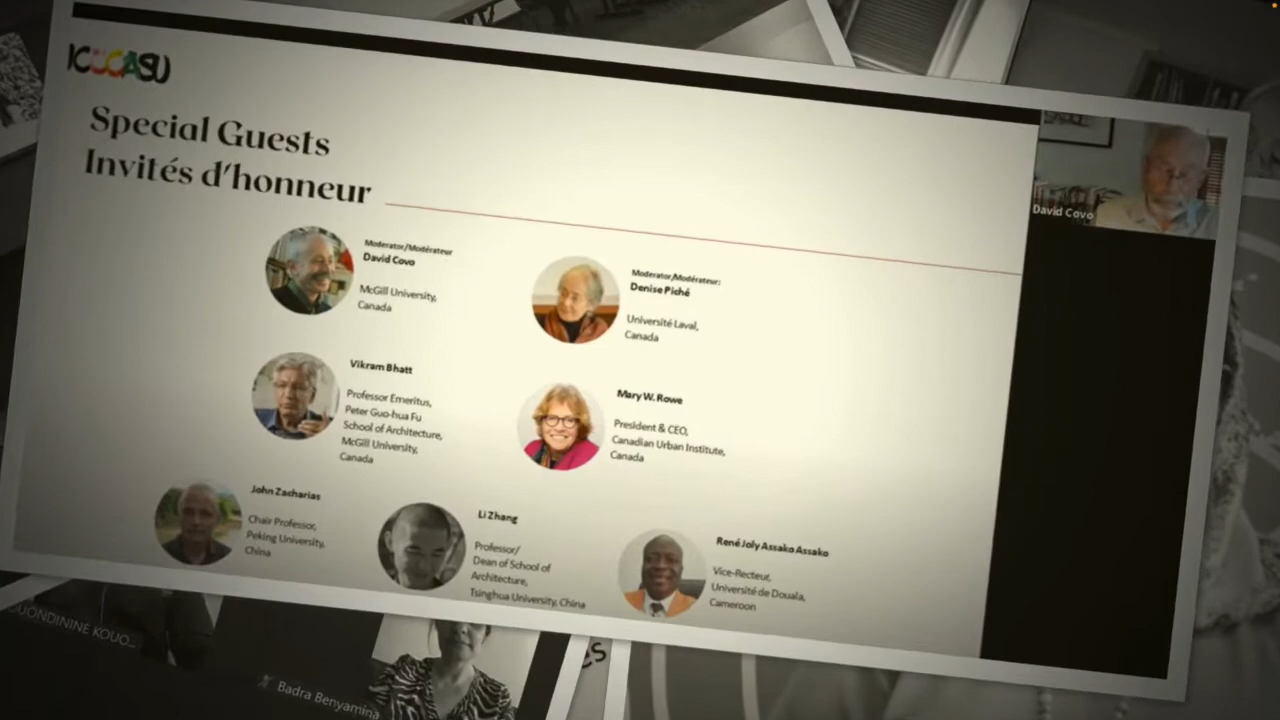 ICCCASU
Special Guests
Invités d'honneur
David Covo
Moderator/Modérateur
David Covo
McGill University,
Canada
Moderator/Modérateur:
Denise Piché
Université Laval,
Canada
Vikram Bhatt
Professor Emeritus,
Peter Guo-hua Fu
School of Architecture,
McGill University,
Canada
Mary W. Rowe
President & CEO,
Canadian Urban Institute,
Canada
John Zacharias
Chair Professor,
Peking University,
China
Li Zhang
Professor/
Dean of School of
Architecture,
Tsinghua University, China
René Joly Assako Assako
Vice-Recteur,
Université de Douala,
Cameroon
OUONDININE KOUO...
Badra Benyamina